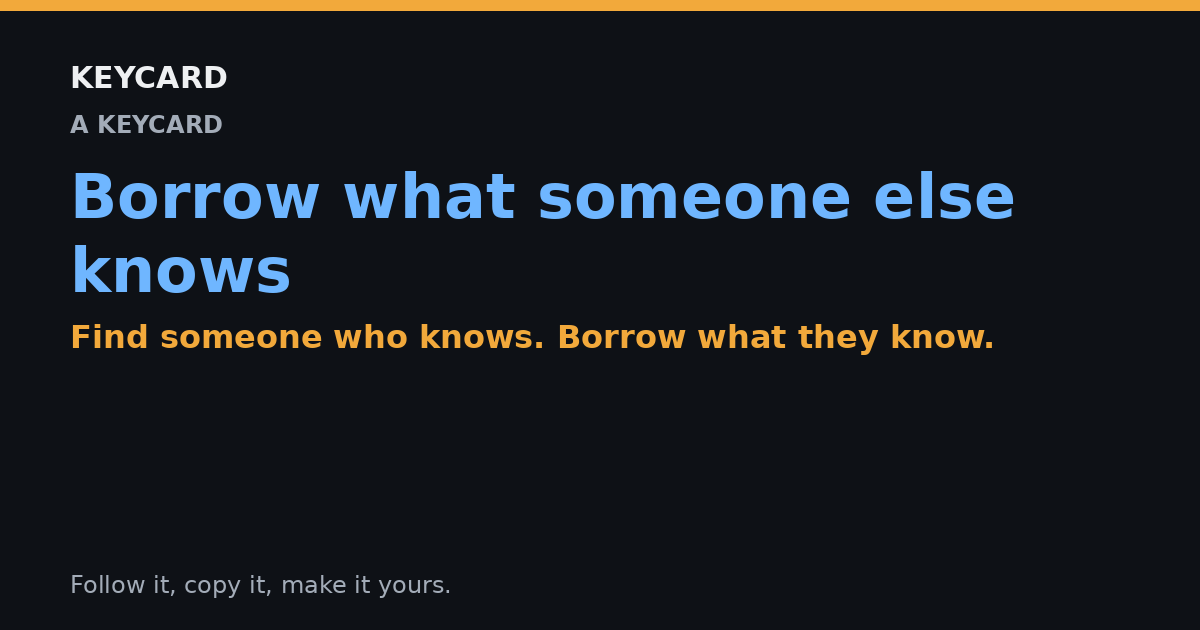 KEYCARD
A KEYCARD
Borrow what someone else
knows
Find someone who knows. Borrow what they know.
Follow it, copy it, make it yours.